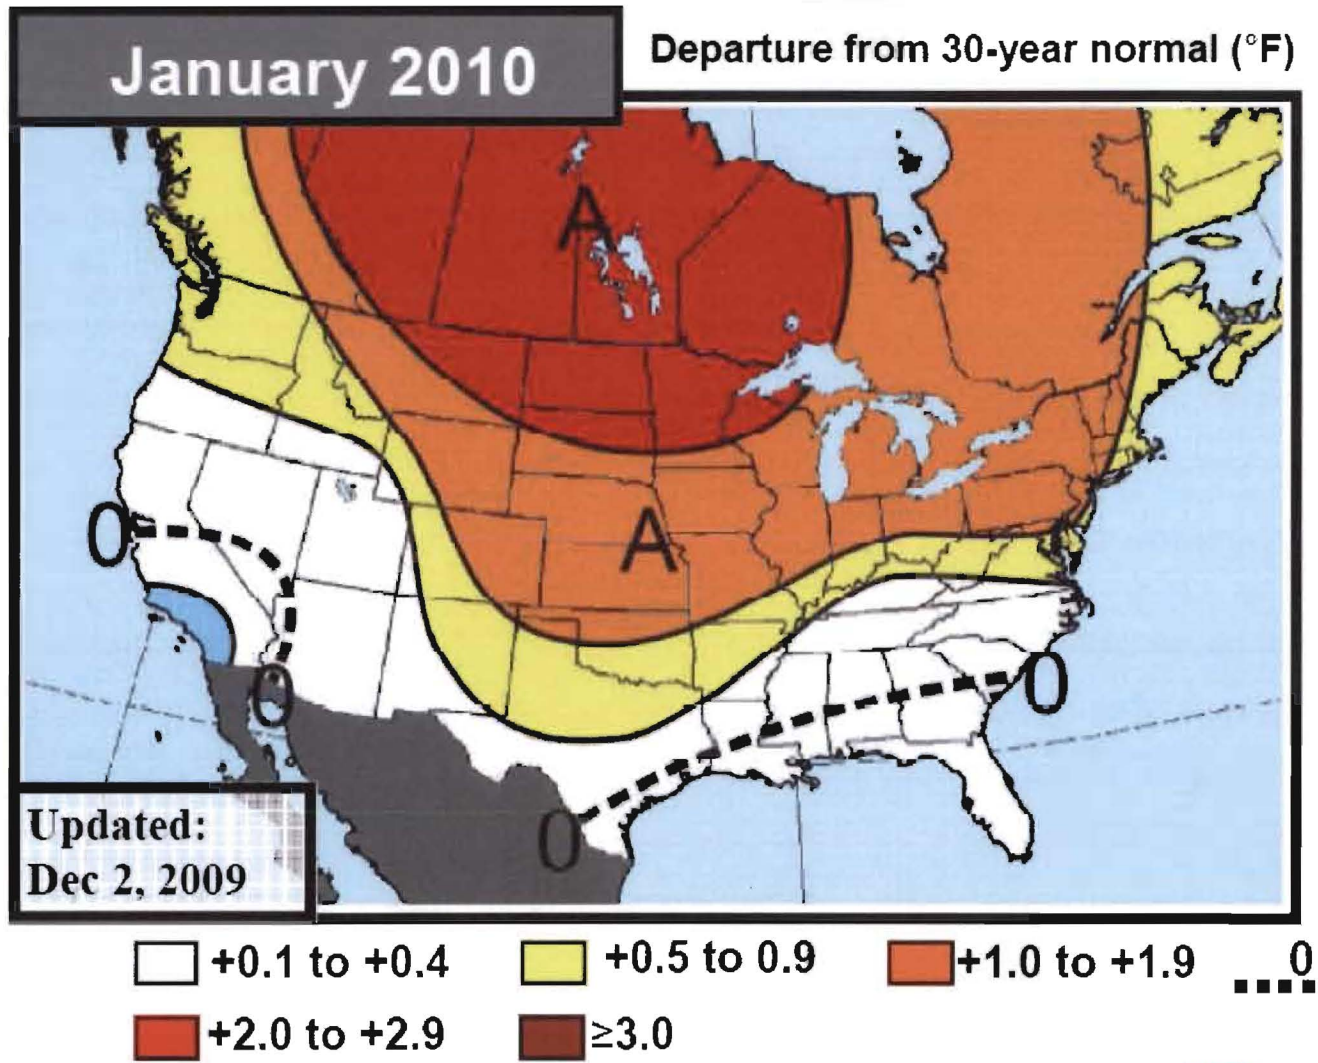 January 2010
Departure from 30-year normal (°F)
A
A
0
0
0
0
Updated:
Dec 2, 2009
+0.1 to +0.4
+0.5 to 0.9
+1.0 to +1.9
0
+2.0 to +2.9
≥3.0